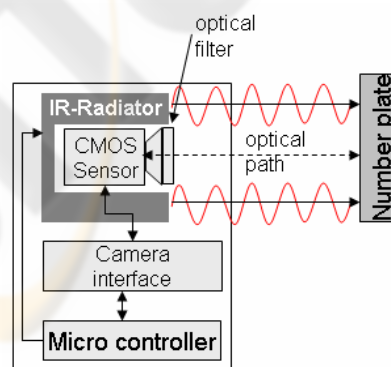 optical
filter
IR-Radiator
CMOS
Sensor
optical
path
Number plate
Camera
interface
Micro controller